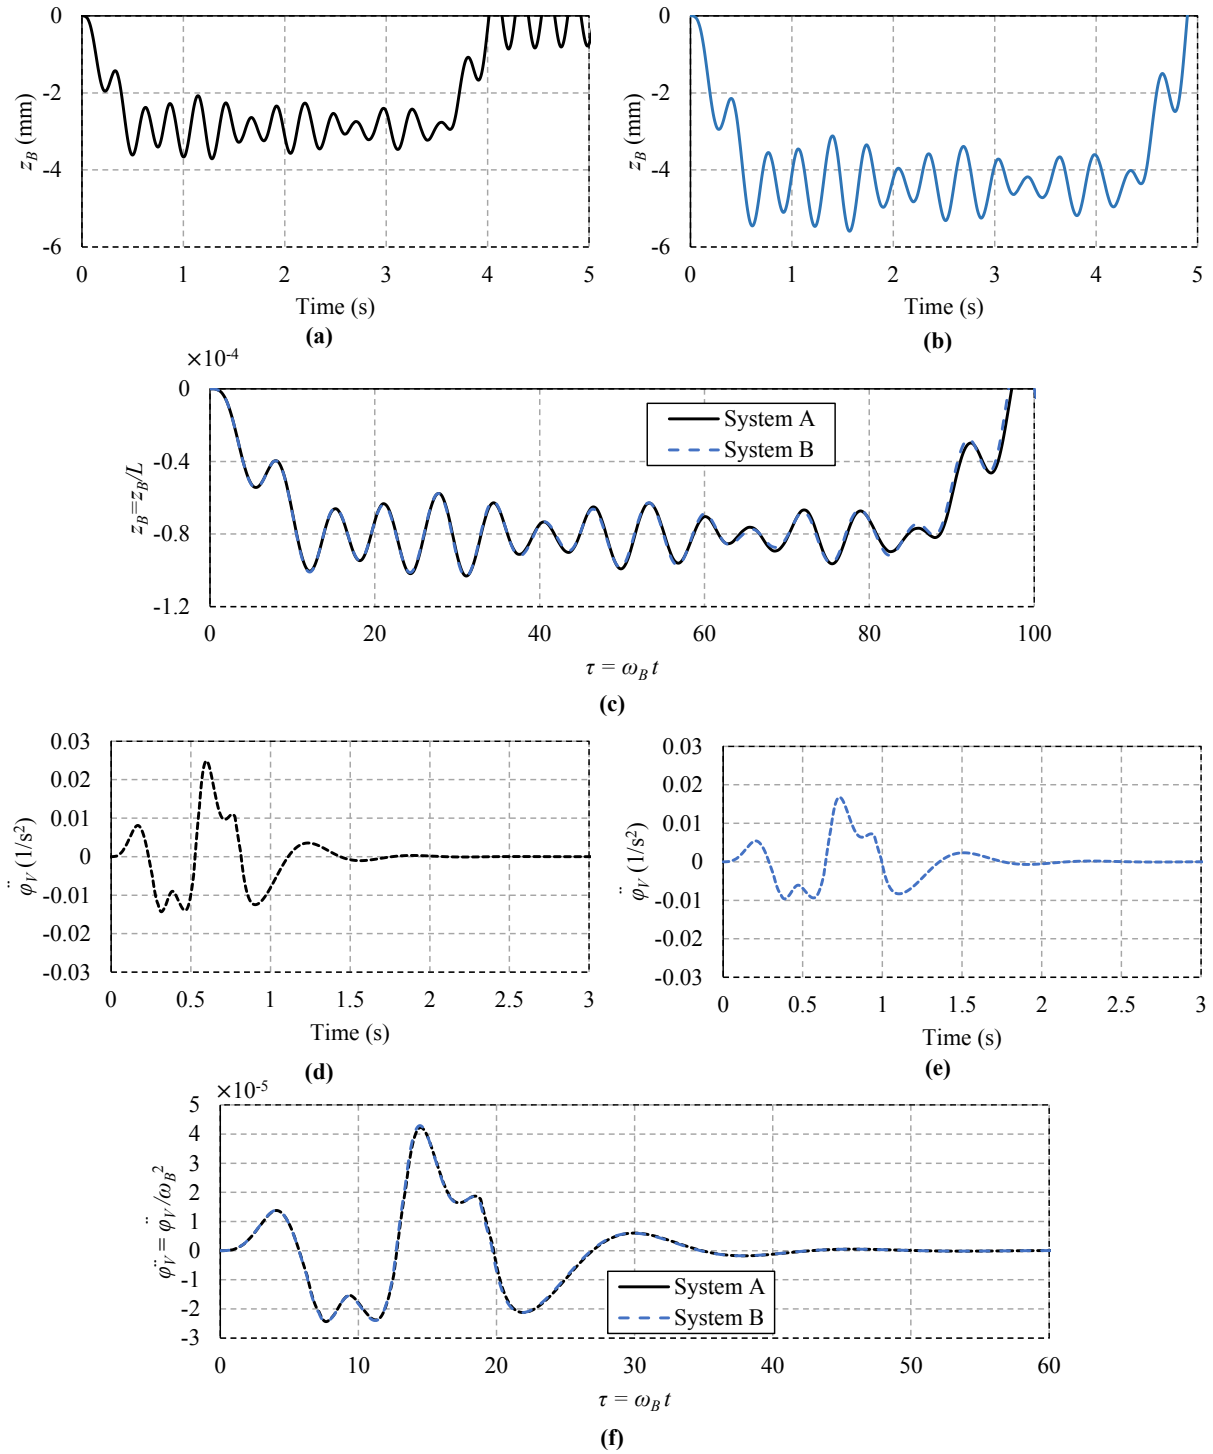 0
-2
-4
-6
z_B (mm)
0 1 2 3 4 5
Time (s)
(a)
0
-2
-4
-6
z_B (mm)
0 1 2 3 4 5
Time (s)
(b)
×10⁻⁴
0
-0.4
-0.8
-1.2
z_B=z_B/L
System A
System B
0 20 40 60 80 100
τ = ω_B t
(c)
0.03
0.02
0.01
0
-0.01
-0.02
-0.03
φ̈_V (1/s²)
0 0.5 1 1.5 2 2.5 3
Time (s)
(d)
0.03
0.02
0.01
0
-0.01
-0.02
-0.03
φ̈_V (1/s²)
0 0.5 1 1.5 2 2.5 3
Time (s)
(e)
×10⁻⁵
5
4
3
2
1
0
-1
-2
-3
φ̈_V = φ̈_V/ω_B²
System A
System B
0 10 20 30 40 50 60
τ = ω_B t
(f)